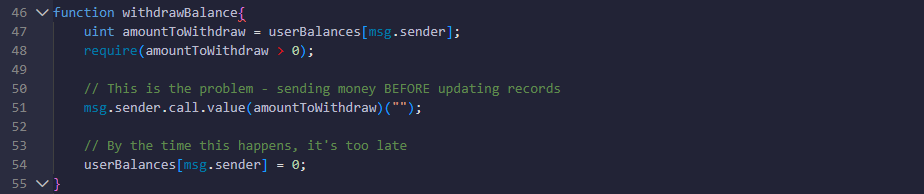 46 function withdrawBalance{
47 uint amountToWithdraw = userBalances[msg.sender];
48 require(amountToWithdraw > 0);
49
50 // This is the problem - sending money BEFORE updating records
51 msg.sender.call.value(amountToWithdraw)("");
52
53 // By the time this happens, it's too late
54 userBalances[msg.sender] = 0;
55 }